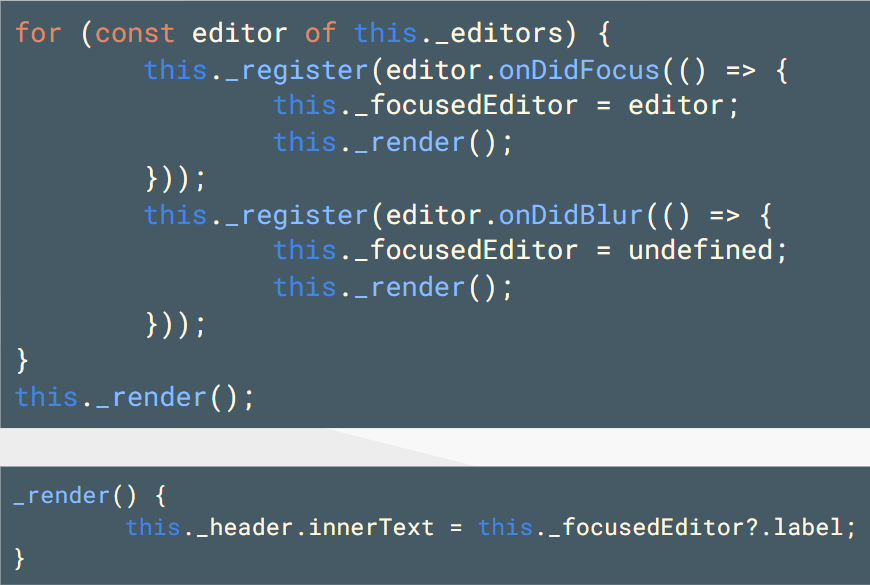 for (const editor of this._editors) {
        this._register(editor.onDidFocus(() => {
                this._focusedEditor = editor;
                this._render();
        }));
        this._register(editor.onDidBlur(() => {
                this._focusedEditor = undefined;
                this._render();
        }));
}
this._render();
_render() {
        this._header.innerText = this._focusedEditor?.label;
}